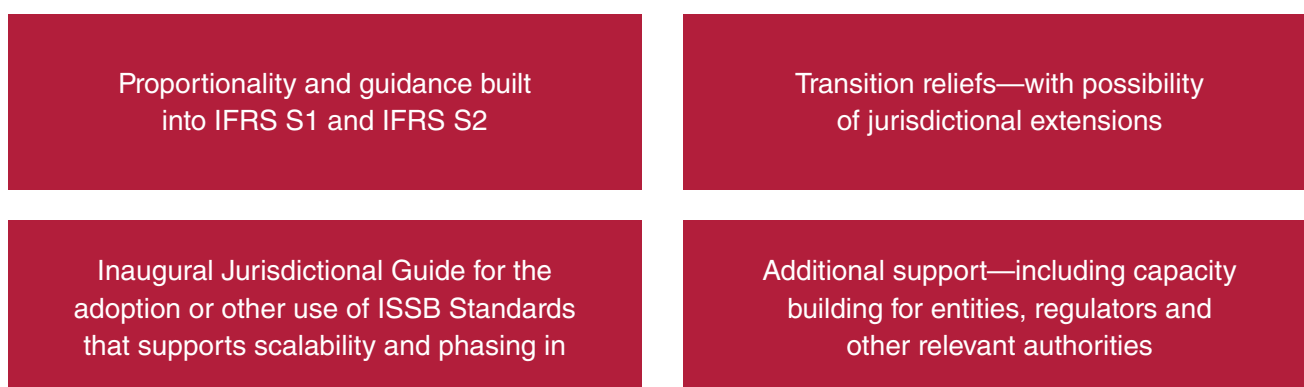 Proportionality and guidance built
into IFRS S1 and IFRS S2
Transition reliefs—with possibility
of jurisdictional extensions
Inaugural Jurisdictional Guide for the
adoption or other use of ISSB Standards
that supports scalability and phasing in
Additional support—including capacity
building for entities, regulators and
other relevant authorities